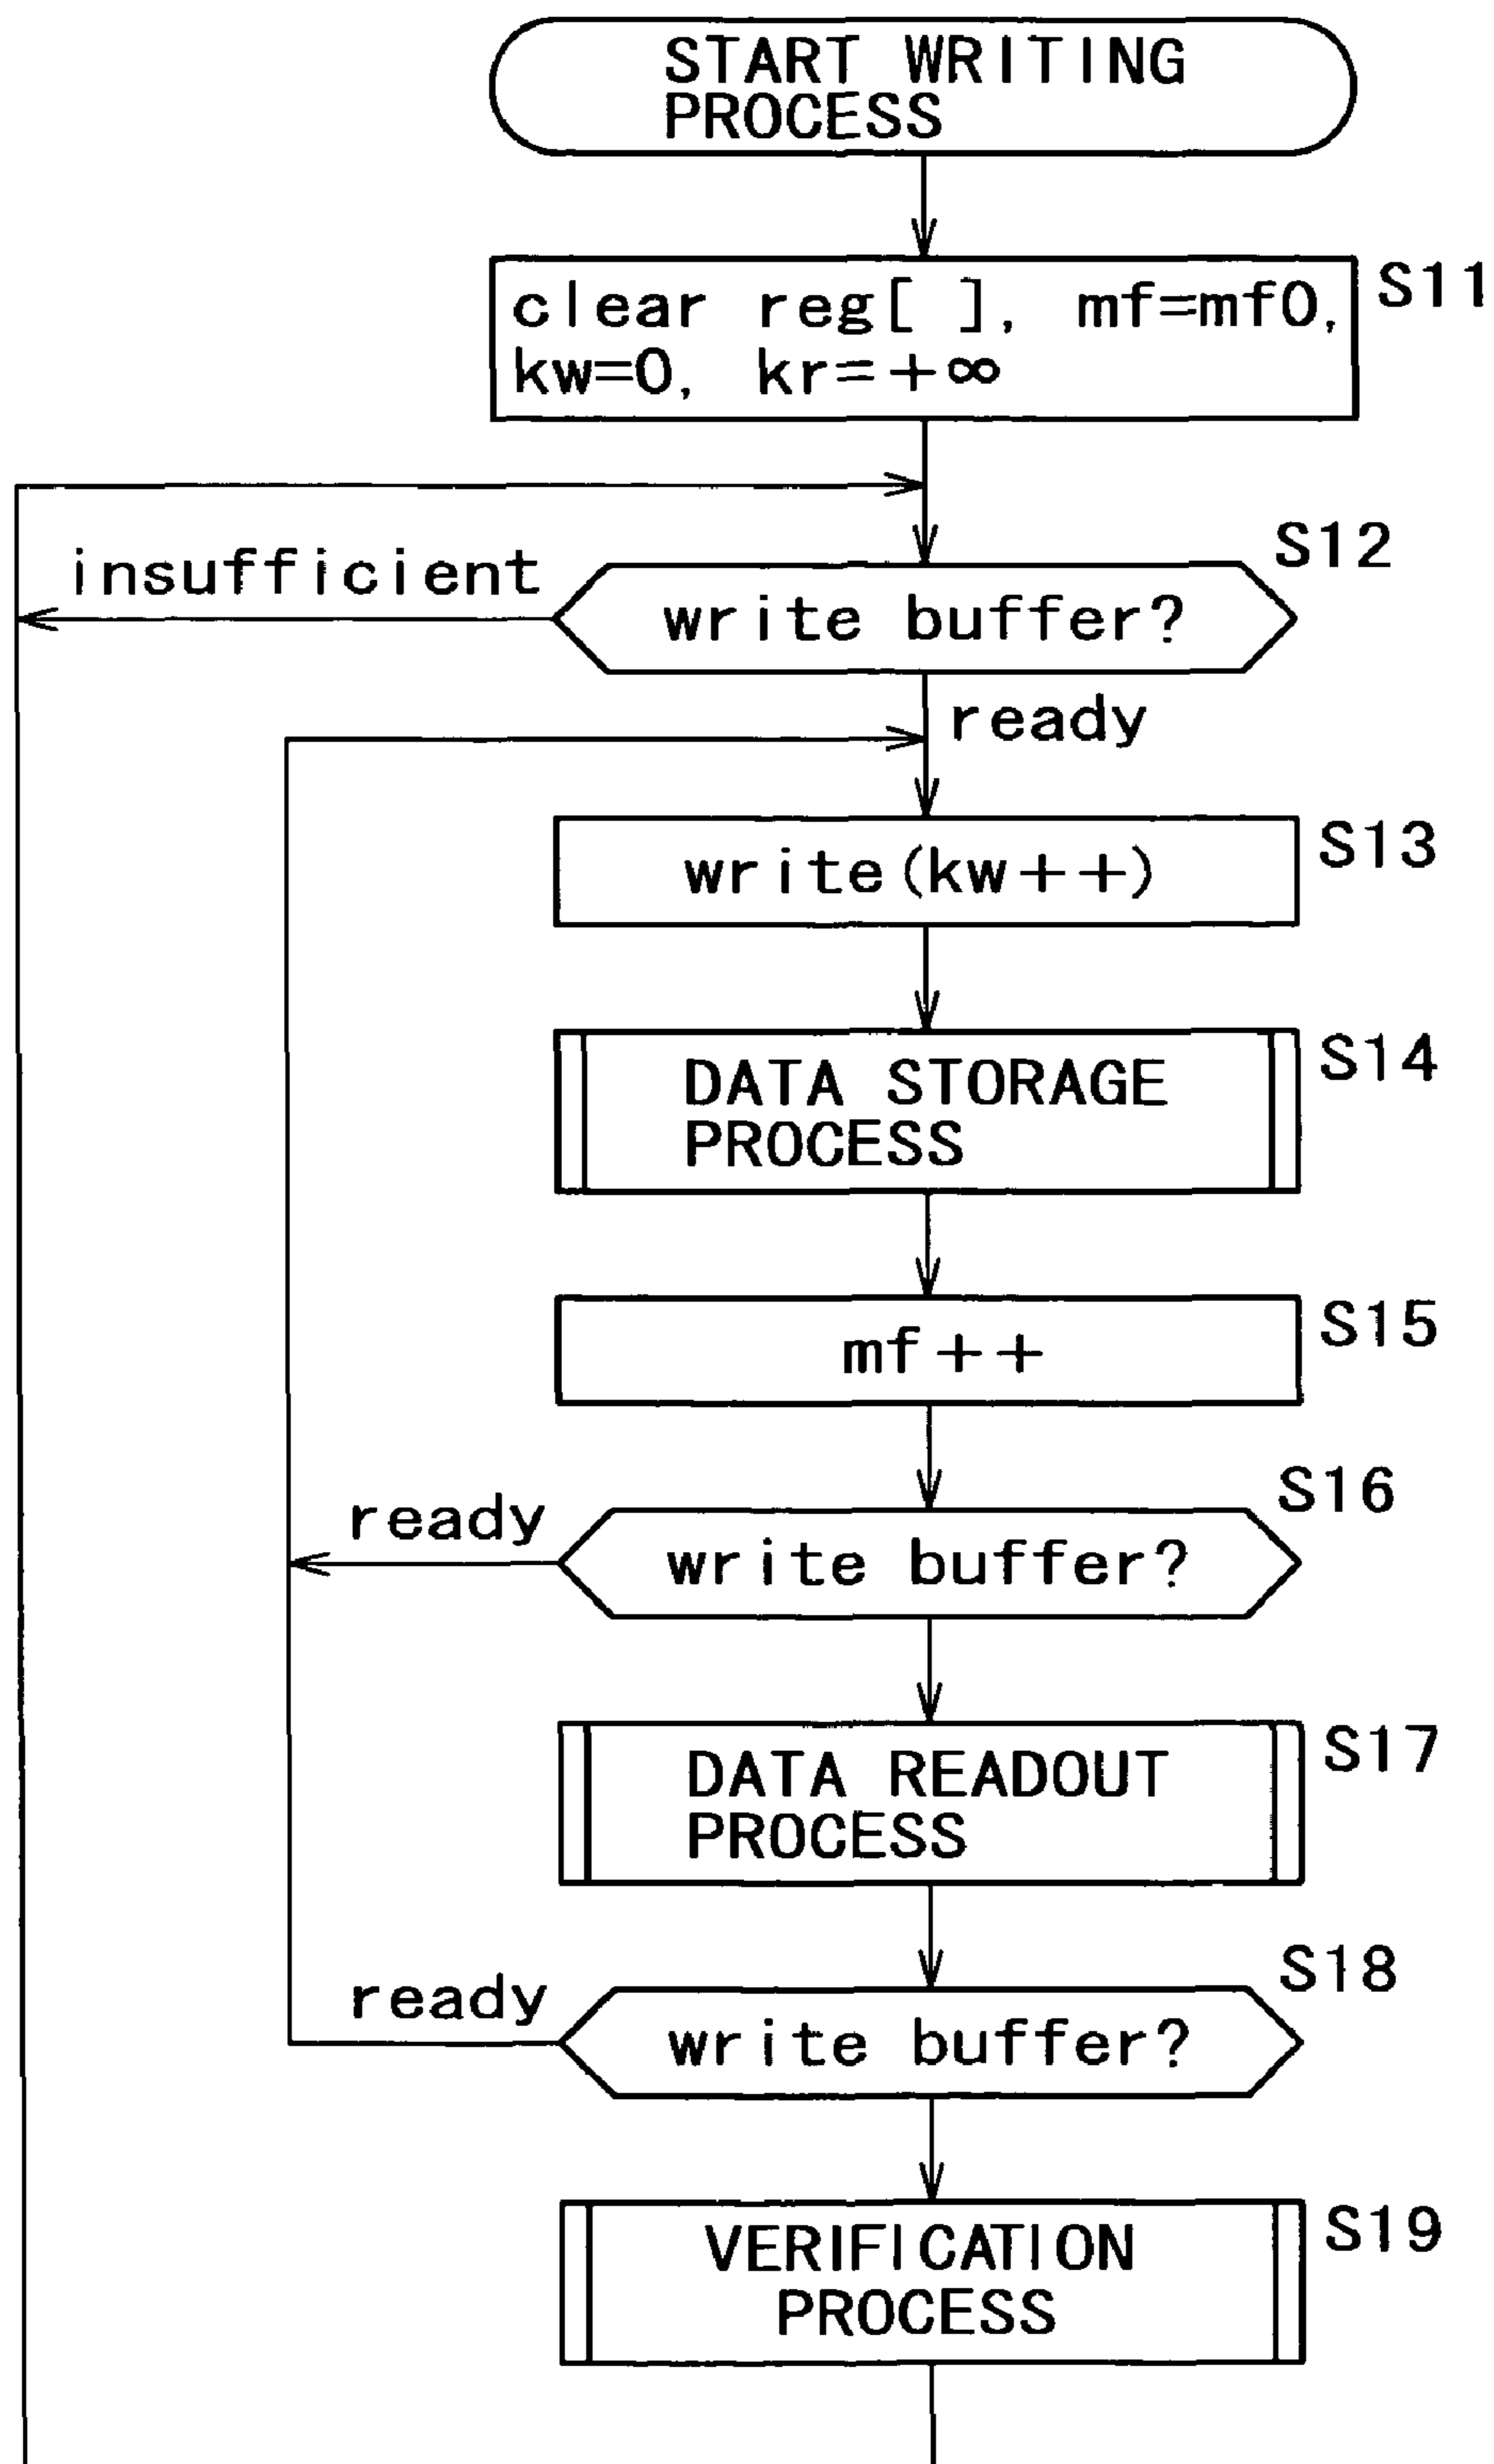 START WRITING
PROCESS
clear reg[ ], mf=mf0, S11
kw=0, kr=+∞
S12
insufficient
write buffer?
ready
write(kw++) S13
DATA STORAGE S14
PROCESS
mf++ S15
S16
ready
write buffer?
DATA READOUT S17
PROCESS
S18
ready
write buffer?
VERIFICATION S19
PROCESS